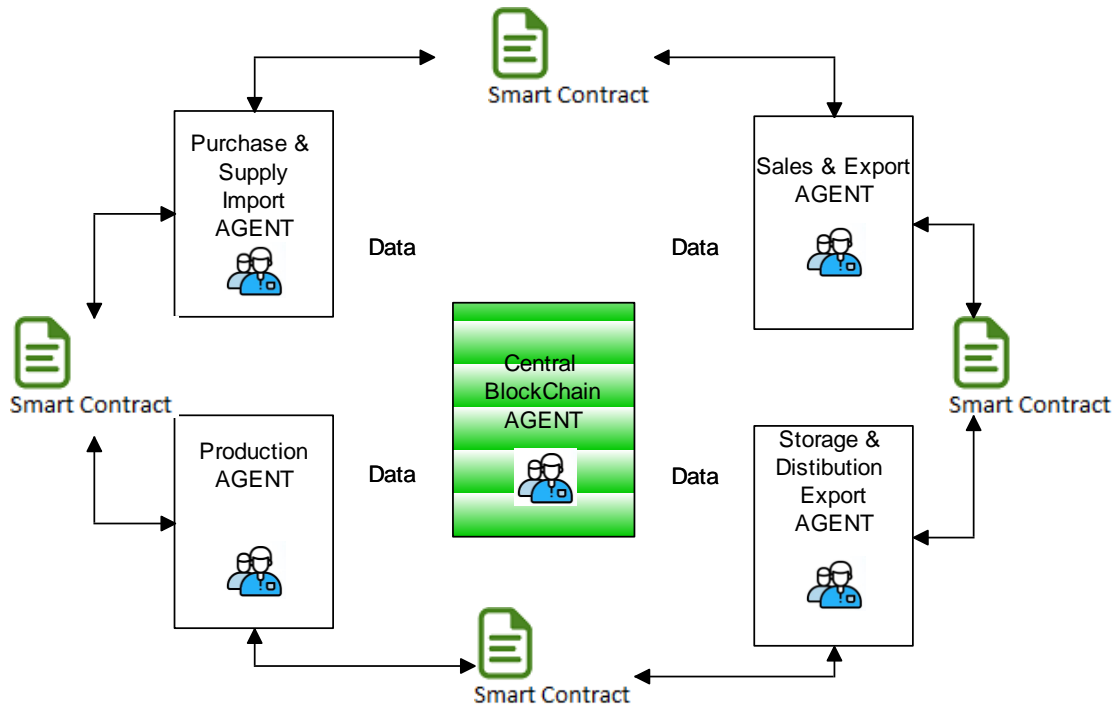 Smart Contract
Purchase &
Supply
Import
AGENT
Sales & Export
AGENT
Data
Data
Central
BlockChain
AGENT
Smart Contract
Smart Contract
Production
AGENT
Data
Data
Storage &
Distibution
Export
AGENT
Smart Contract